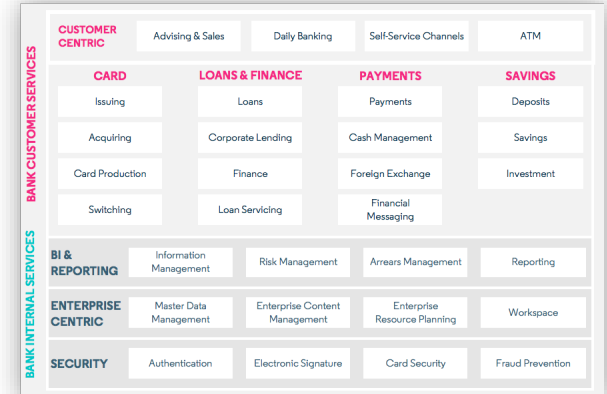 BANK CUSTOMER SERVICES
CUSTOMER
CENTRIC
Advising & Sales
Daily Banking
Self-Service Channels
ATM
CARD
Issuing
Acquiring
Card Production
Switching
LOANS & FINANCE
Loans
Corporate Lending
Finance
Loan Servicing
PAYMENTS
Payments
Cash Management
Foreign Exchange
Financial
Messaging
SAVINGS
Deposits
Savings
Investment
BANK INTERNAL SERVICES
BI &
REPORTING
Information
Management
Risk Management
Arrears Management
Reporting
ENTERPRISE
CENTRIC
Master Data
Management
Enterprise Content
Management
Enterprise
Resource Planning
Workspace
SECURITY
Authentication
Electronic Signature
Card Security
Fraud Prevention